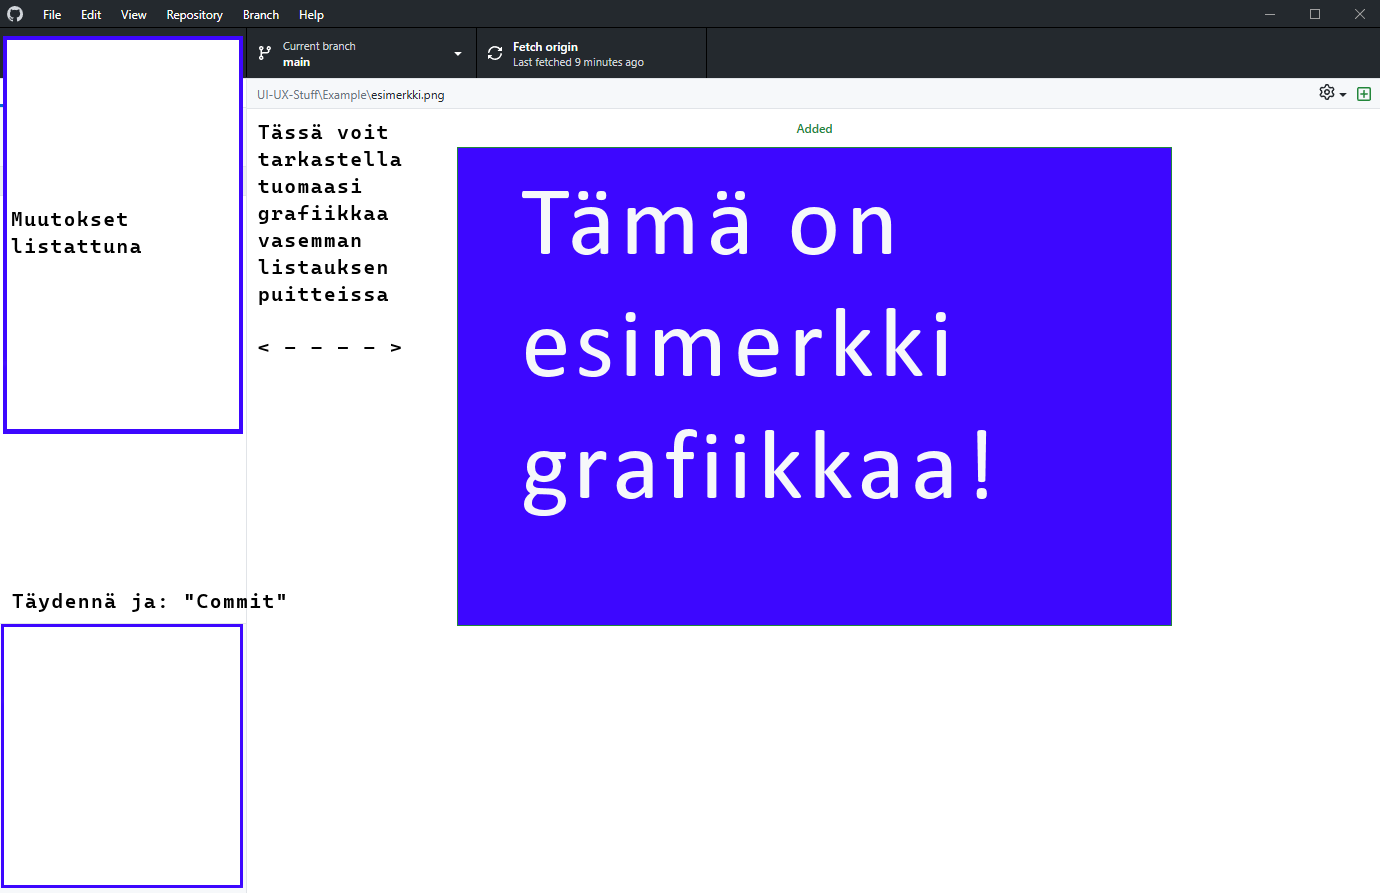 File Edit View Repository Branch Help
Current branch
main
Fetch origin
Last fetched 9 minutes ago
UI-UX-Stuff\Example\esimerkki.png
Added
Muutokset
listattuna
Tässä voit
tarkastella
tuomaasi
grafiikkaa
vasemman
listauksen
puitteissa
< - - - - >
Tämä on
esimerkki
grafiikkaa!
Täydennä ja: "Commit"